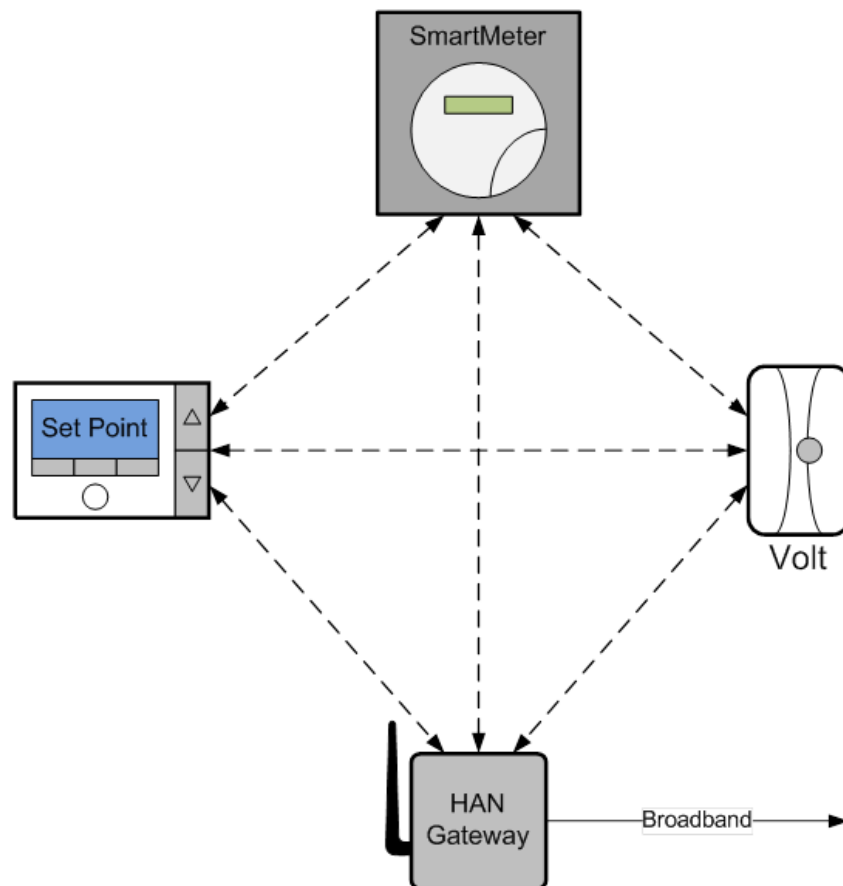 SmartMeter
Set Point
Volt
HAN
Gateway
Broadband